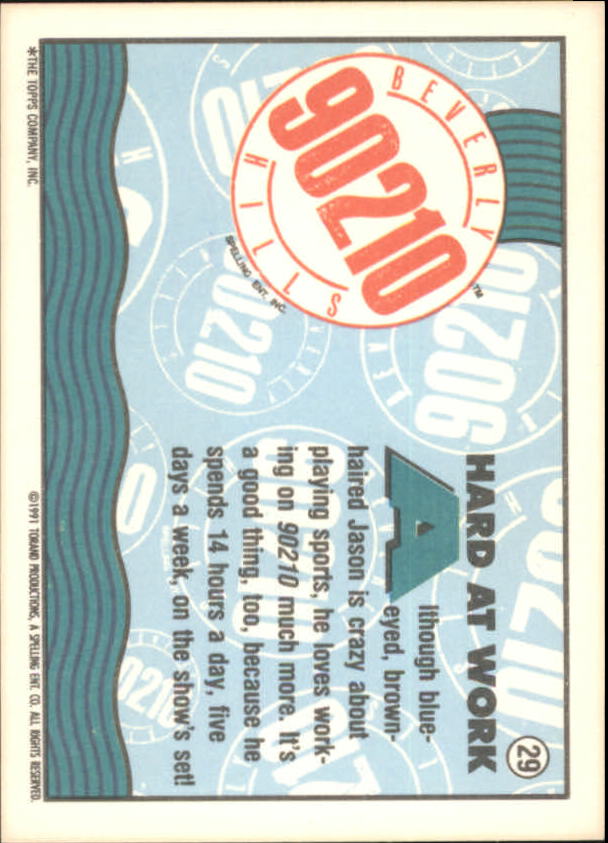 BEVERLY
90210
HILLS
TM
SPELLING ENT. INC.
29
HARD AT WORK
Although blue-
eyed, brown-
haired Jason is crazy about
playing sports, he loves work-
ing on 90210 much more. It's
a good thing, too, because he
spends 14 hours a day, five
days a week, on the show's set!
*THE TOPPS COMPANY, INC.
©1991 TORAND PRODUCTIONS, A SPELLING ENT. CO. ALL RIGHTS RESERVED.